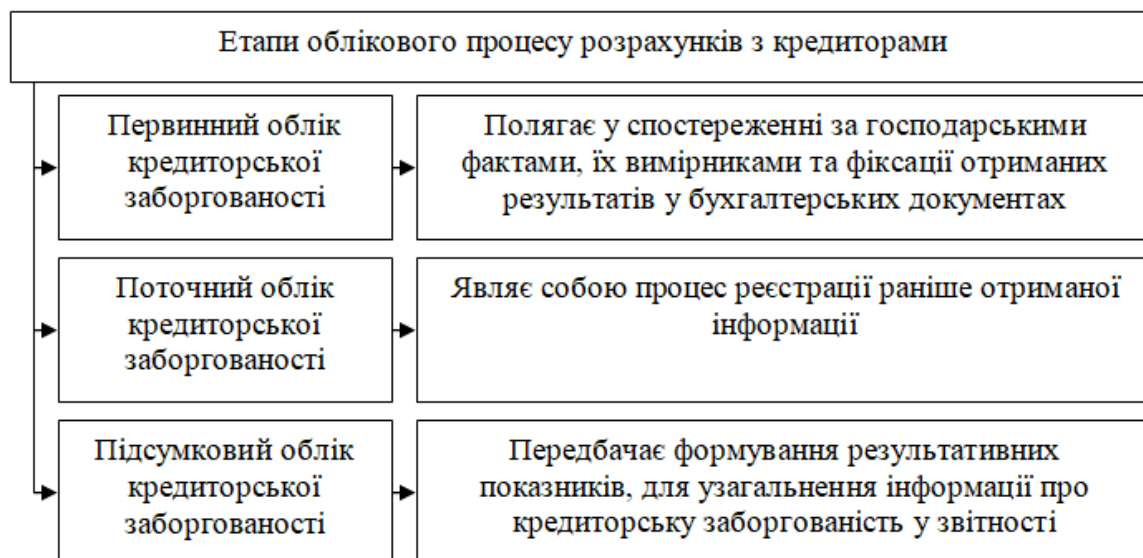 Етапи облікового процесу розрахунків з кредиторами
Первинний облік
кредиторської
заборгованості
Полягає у спостереженні за господарськими
фактами, їх вимірниками та фіксації отриманих
результатів у бухгалтерських документах
Поточний облік
кредиторської
заборгованості
Являє собою процес реєстрації раніше отриманої
інформації
Підсумковий облік
кредиторської
заборгованості
Передбачає формування результативних
показників, для узагальнення інформації про
кредиторську заборгованість у звітності